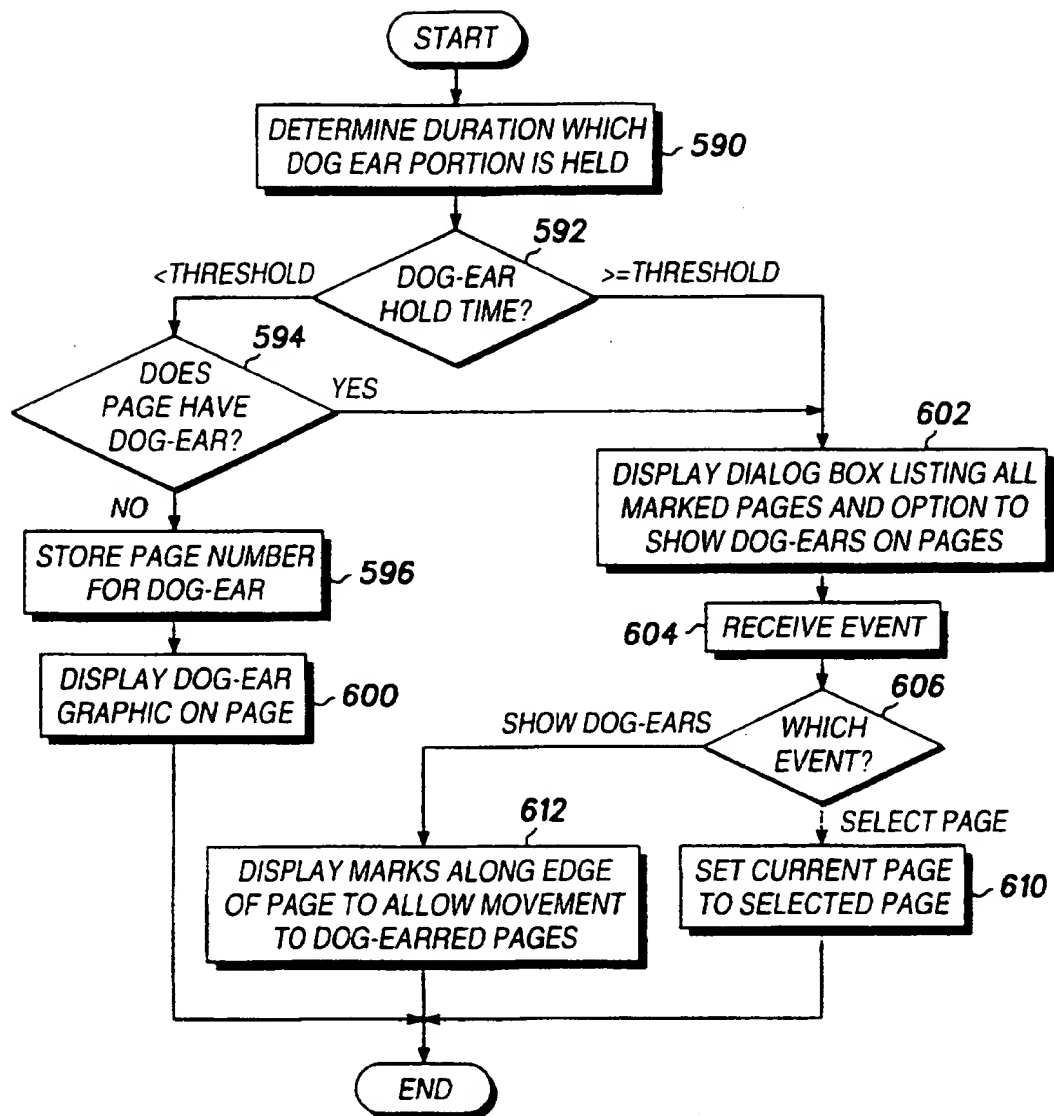 START
DETERMINE DURATION WHICH
DOG EAR PORTION IS HELD
590
592
<THRESHOLD
DOG-EAR
HOLD TIME?
>=THRESHOLD
594
DOES
PAGE HAVE
DOG-EAR?
YES
NO
602
DISPLAY DIALOG BOX LISTING ALL
MARKED PAGES AND OPTION TO
SHOW DOG-EARS ON PAGES
STORE PAGE NUMBER
FOR DOG-EAR
596
604
RECEIVE EVENT
DISPLAY DOG-EAR
GRAPHIC ON PAGE
600
606
SHOW DOG-EARS
WHICH
EVENT?
SELECT PAGE
612
DISPLAY MARKS ALONG EDGE
OF PAGE TO ALLOW MOVEMENT
TO DOG-EARRED PAGES
SET CURRENT PAGE
TO SELECTED PAGE
610
END